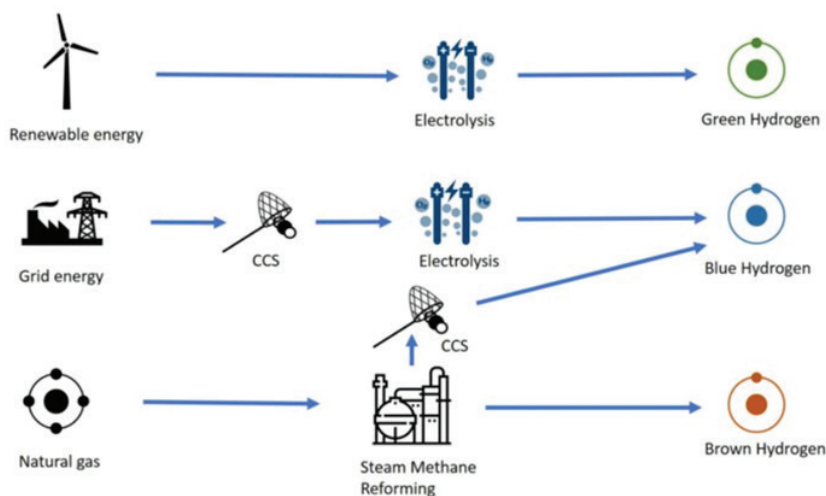 Renewable energy
Electrolysis
Green Hydrogen
Grid energy
CCS
Electrolysis
Blue Hydrogen
CCS
Natural gas
Steam Methane
Reforming
Brown Hydrogen